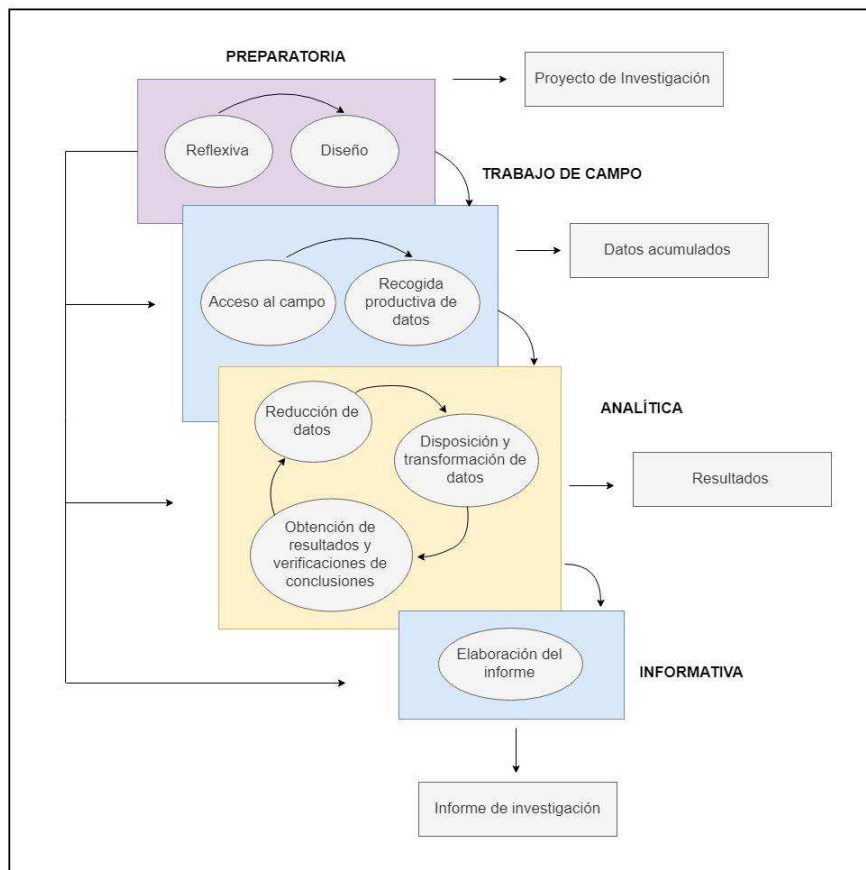 PREPARATORIA
Proyecto de Investigación
Reflexiva
Diseño
TRABAJO DE CAMPO
Datos acumulados
Acceso al campo
Recogida
productiva de
datos
ANALÍTICA
Reducción de
datos
Disposición y
transformación de
datos
Resultados
Obtención de
resultados y
verificaciones de
conclusiones
Elaboración del
informe
INFORMATIVA
Informe de investigación